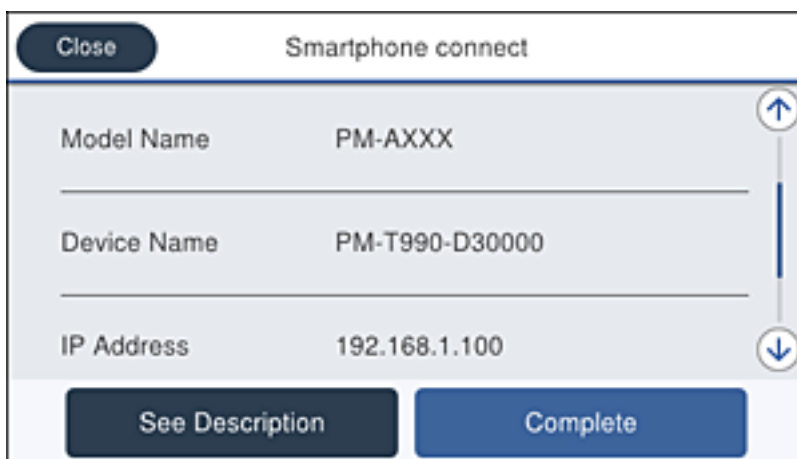 Close Smartphone connect
Model Name PM-AXXX
Device Name PM-T990-D30000
IP Address 192.168.1.100
See Description Complete